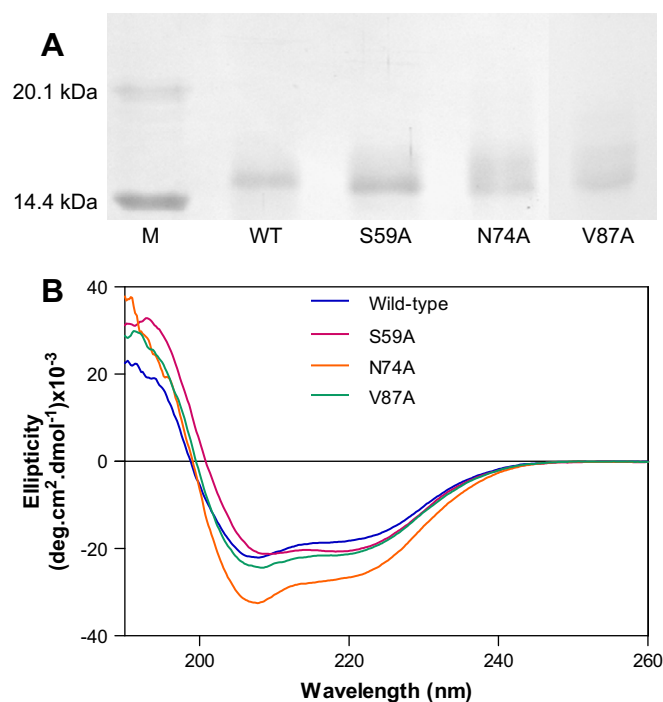 A
20.1 kDa
14.4 kDa
M WT S59A N74A V87A
B
Ellipticity
(deg.cm².dmol⁻¹)x10⁻³
40
20
0
-20
-40
Wild-type
S59A
N74A
V87A
200 220 240 260
Wavelength (nm)